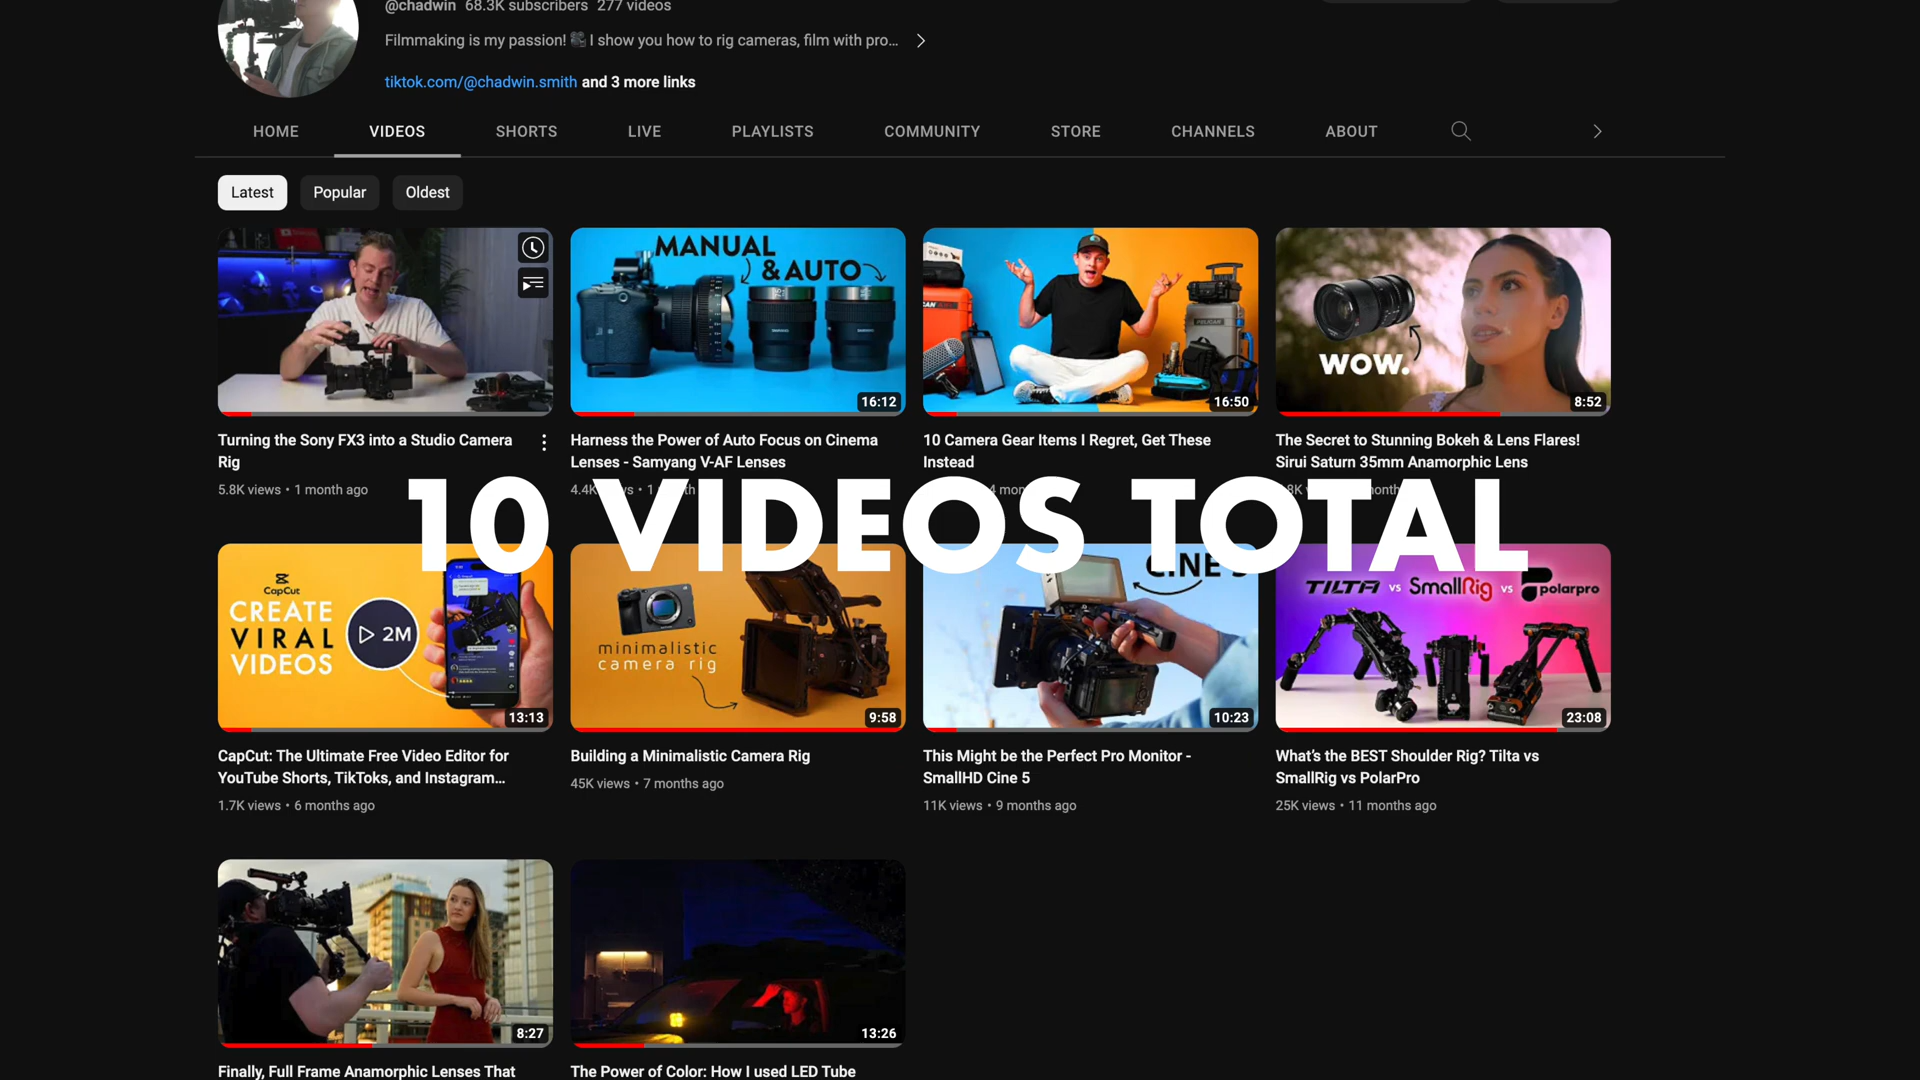 @chadwin 68.3K subscribers 277 videos
Filmmaking is my passion! 🎥 I show you how to rig cameras, film with pro...
tiktok.com/@chadwin.smith and 3 more links
HOME VIDEOS SHORTS LIVE PLAYLISTS COMMUNITY STORE CHANNELS ABOUT
Latest Popular Oldest
MANUAL
& AUTO
WOW.
PELICAN
16:12
16:50
8:52
Turning the Sony FX3 into a Studio Camera
Rig
5.8K views • 1 month ago
Harness the Power of Auto Focus on Cinema
Lenses - Samyang V-AF Lenses
10 Camera Gear Items I Regret, Get These
Instead
The Secret to Stunning Bokeh & Lens Flares!
Sirui Saturn 35mm Anamorphic Lens
10 VIDEOS TOTAL
CapCut
CREATE
VIRAL
VIDEOS
2M
13:13
minimalistic
camera rig
9:58
10:23
TILTA vs SmallRig vs polarpro
23:08
CapCut: The Ultimate Free Video Editor for
YouTube Shorts, TikToks, and Instagram...
1.7K views • 6 months ago
Building a Minimalistic Camera Rig
45K views • 7 months ago
This Might be the Perfect Pro Monitor -
SmallHD Cine 5
11K views • 9 months ago
What's the BEST Shoulder Rig? Tilta vs
SmallRig vs PolarPro
25K views • 11 months ago
8:27
13:26
Finally, Full Frame Anamorphic Lenses That
The Power of Color: How I used LED Tube